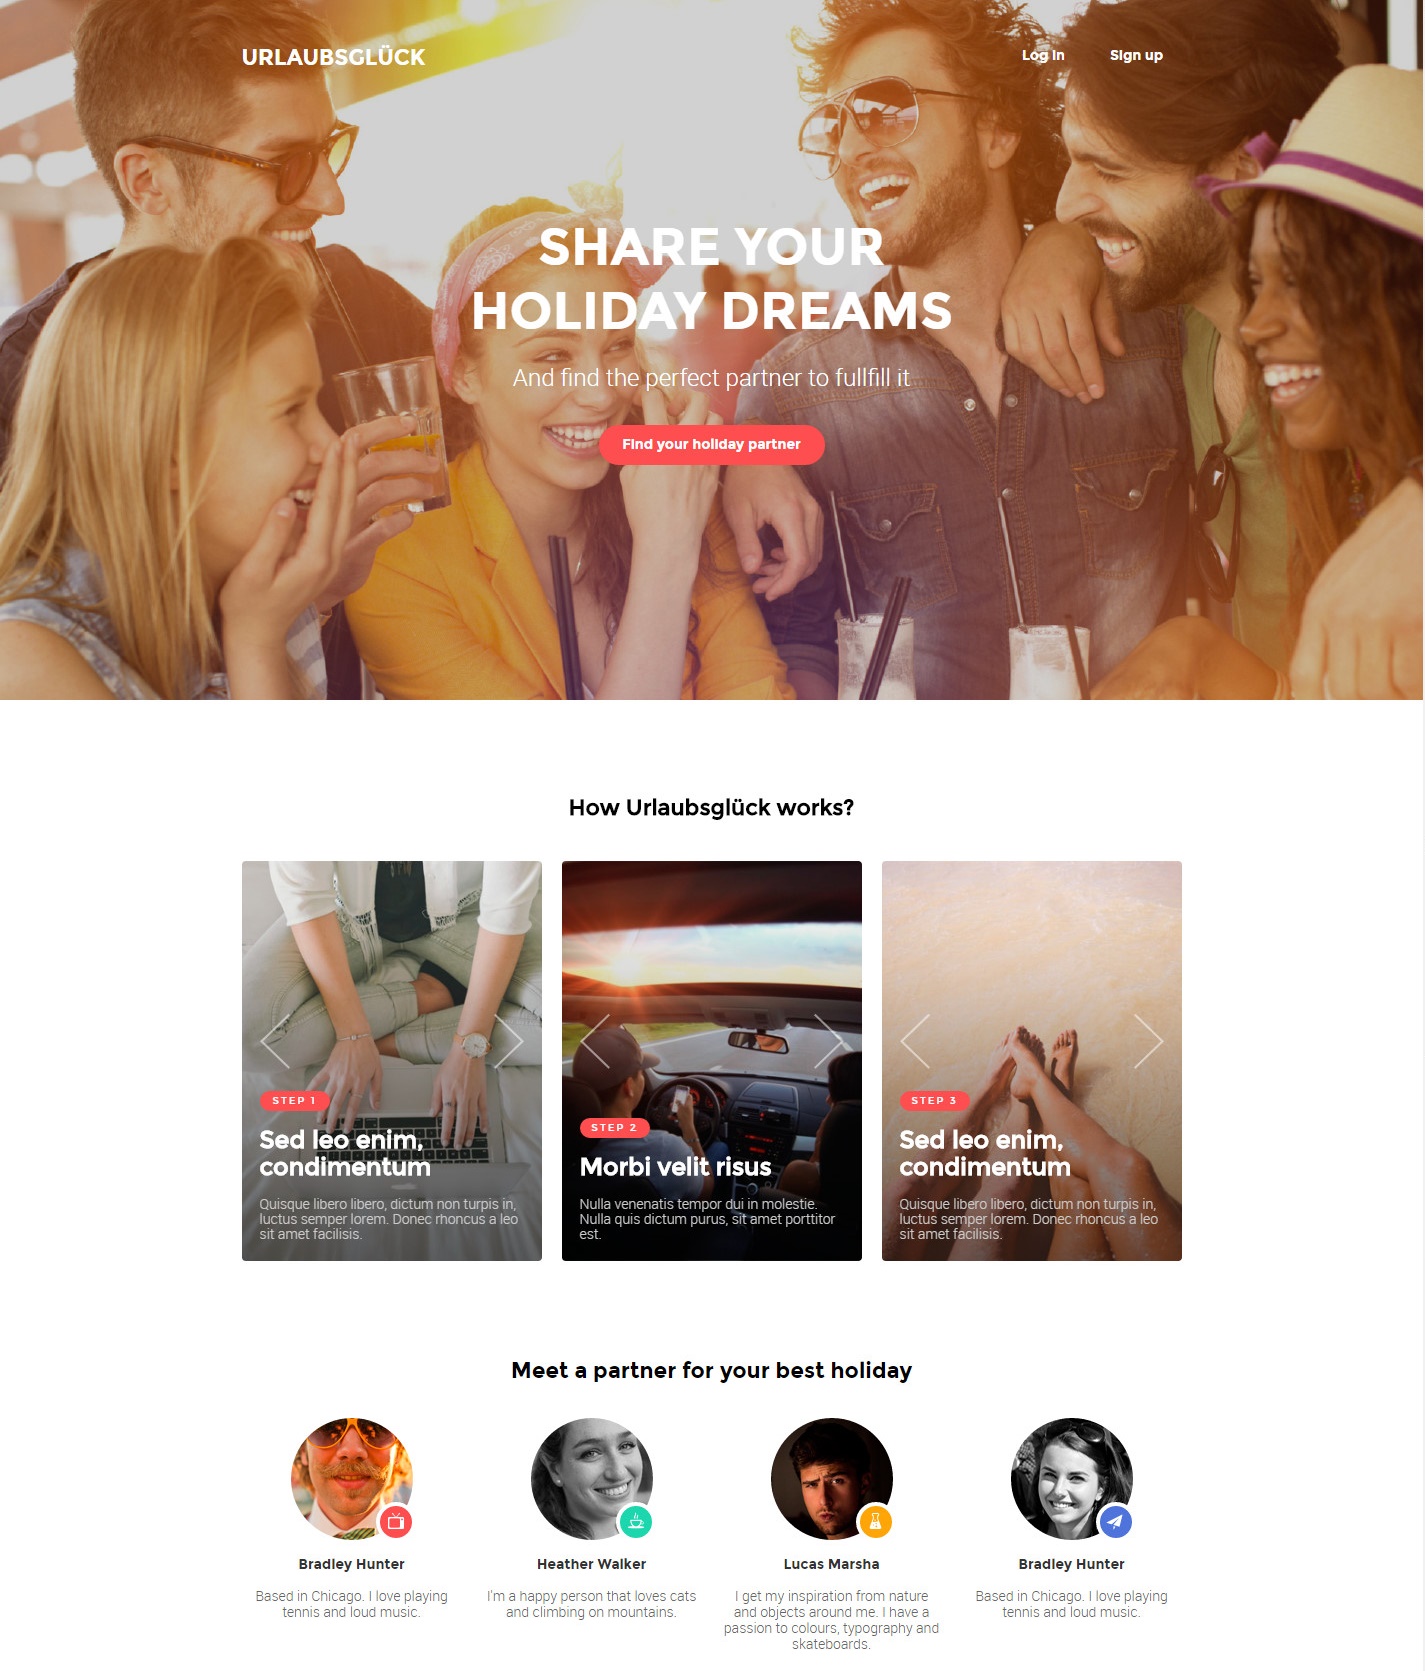 URLAUBSGLÜCK
Log in
Sign up
SHARE YOUR
HOLIDAY DREAMS
And find the perfect partner to fullfill it
Find your holiday partner
How Urlaubsglück works?
STEP 1
Sed leo enim,
condimentum
Quisque libero libero, dictum non turpis in,
luctus semper lorem. Donec rhoncus a leo
sit amet facilisis.
STEP 2
Morbi velit risus
Nulla venenatis tempor dui in molestie.
Nulla quis dictum purus, sit amet porttitor
est.
STEP 3
Sed leo enim,
condimentum
Quisque libero libero, dictum non turpis in,
luctus semper lorem. Donec rhoncus a leo
sit amet facilisis.
Meet a partner for your best holiday
Bradley Hunter
Based in Chicago. I love playing
tennis and loud music.
Heather Walker
I'm a happy person that loves cats
and climbing on mountains.
Lucas Marsha
I get my inspiration from nature
and objects around me. I have a
passion to colours, typography and
skateboards.
Bradley Hunter
Based in Chicago. I love playing
tennis and loud music.